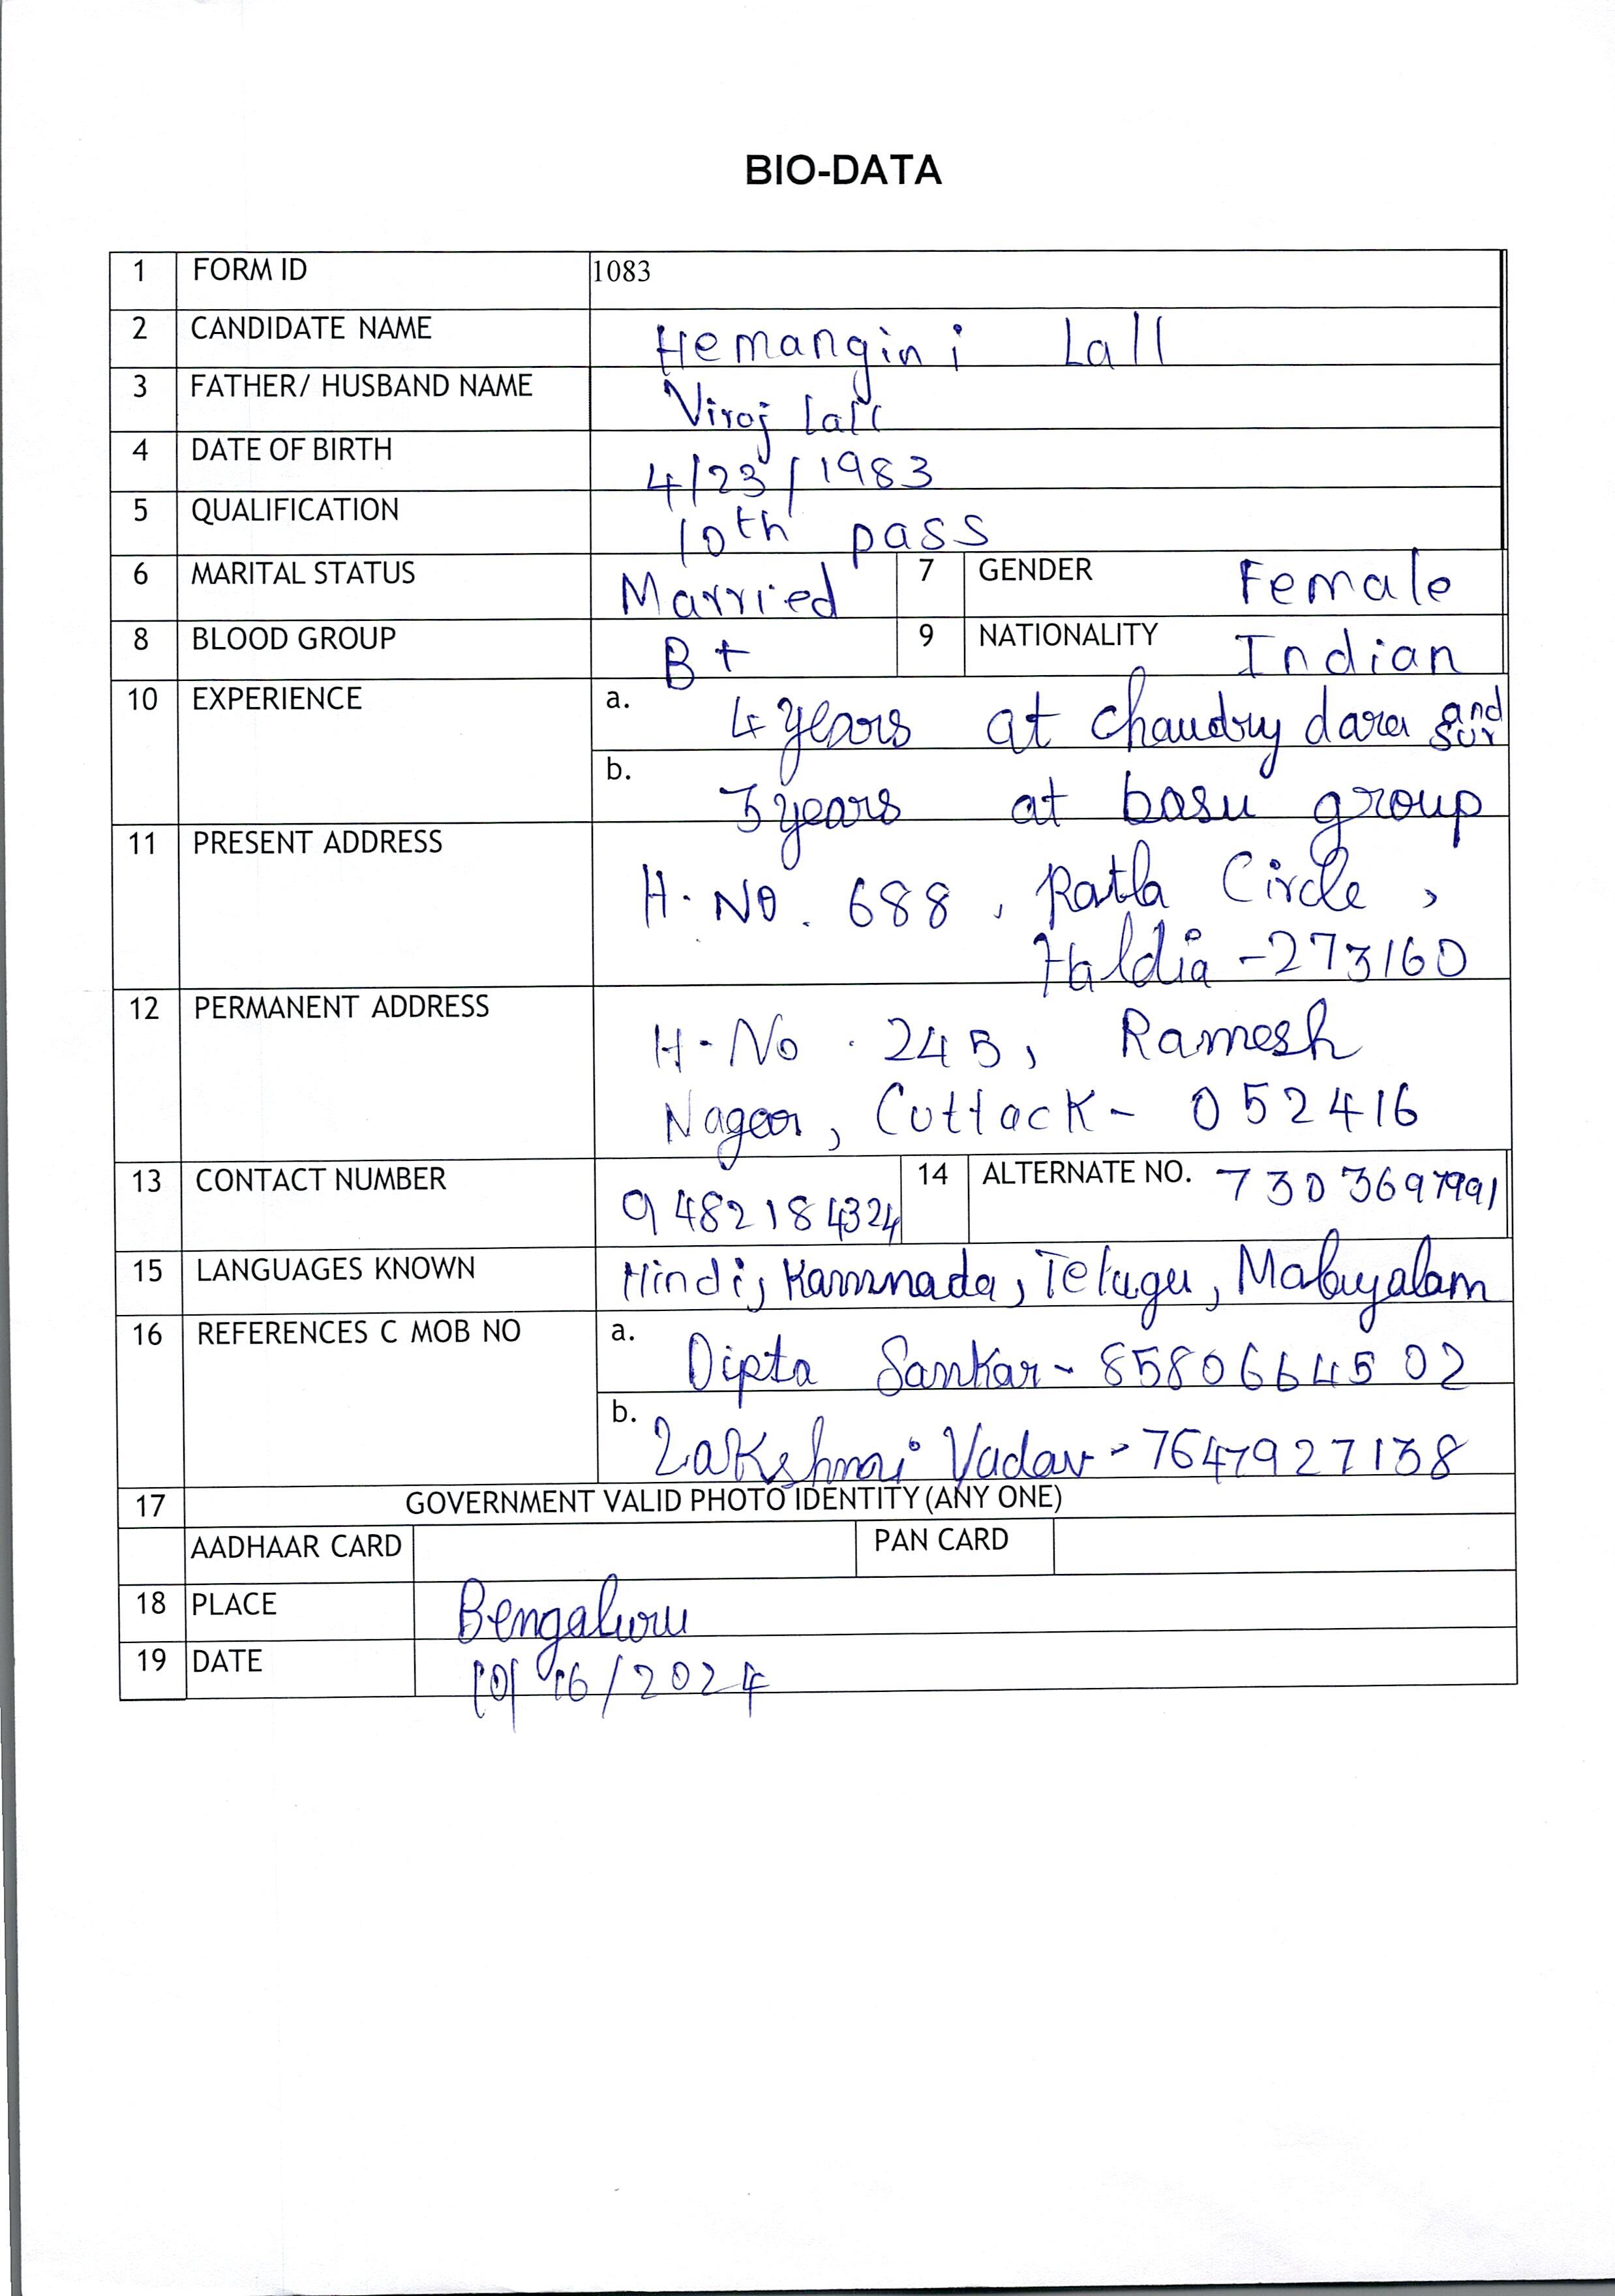 BIO-DATA
1 FORM ID 1083
2 CANDIDATE NAME Hemangini Lall
3 FATHER/ HUSBAND NAME Viraj Lall
4 DATE OF BIRTH 4/23/1983
5 QUALIFICATION 10th pass
6 MARITAL STATUS Married 7 GENDER Female
8 BLOOD GROUP B+ 9 NATIONALITY Indian
10 EXPERIENCE a. 4 years at chaudry dara and sur
b. 3 years at basu group
11 PRESENT ADDRESS H. NO. 688, Ratla Circle,
Haldia -273160
12 PERMANENT ADDRESS H. No. 24B, Ramesh
Nagar, Cuttack - 052416
13 CONTACT NUMBER 9482184324 14 ALTERNATE NO. 7303697991
15 LANGUAGES KNOWN Hindi, Kannada, Telugu, Malayalam
16 REFERENCES C MOB NO a. Dipta Sankar - 8580664502
b. Lakshmi Yadav - 7647927138
17 GOVERNMENT VALID PHOTO IDENTITY (ANY ONE)
AADHAAR CARD PAN CARD
18 PLACE Bengaluru
19 DATE 10/16/2024